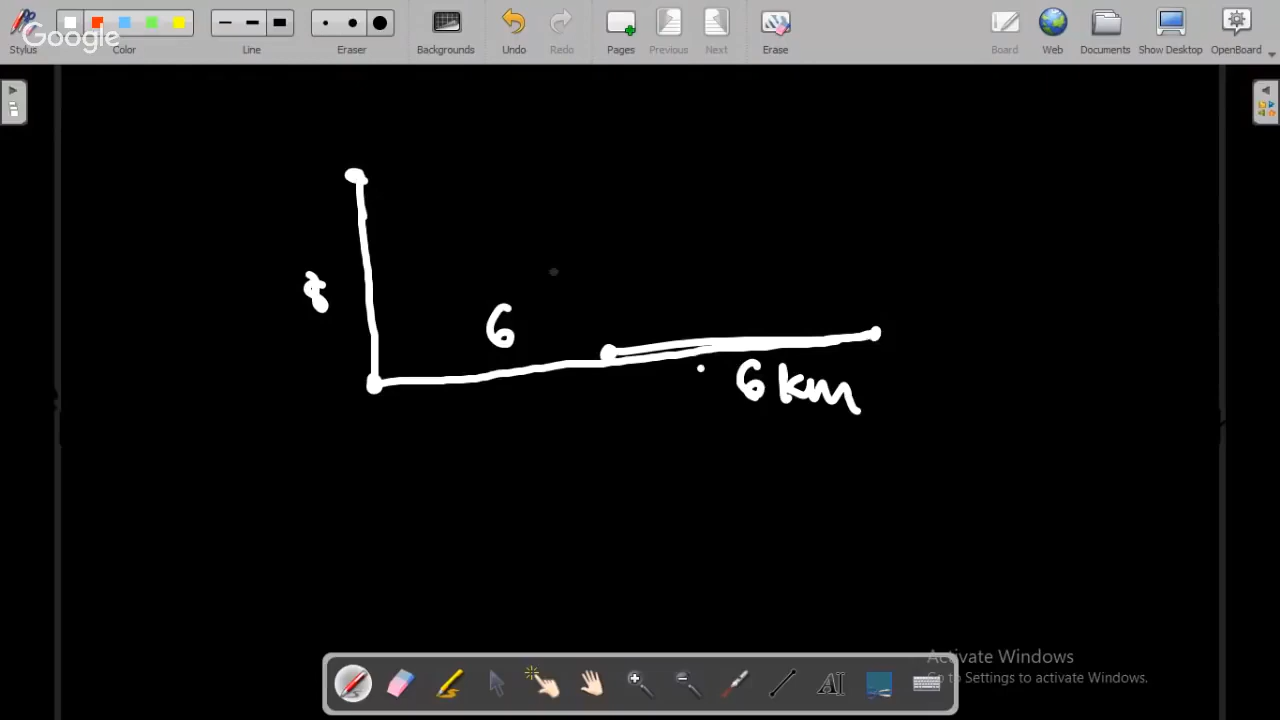 Google
Stylus
Color
Line
Eraser
Backgrounds
Undo
Redo
Pages
Previous
Next
Erase
Board
Web
Documents
Show Desktop
OpenBoard
8
6
6 km
Activate Windows
Go to Settings to activate Windows.
AI